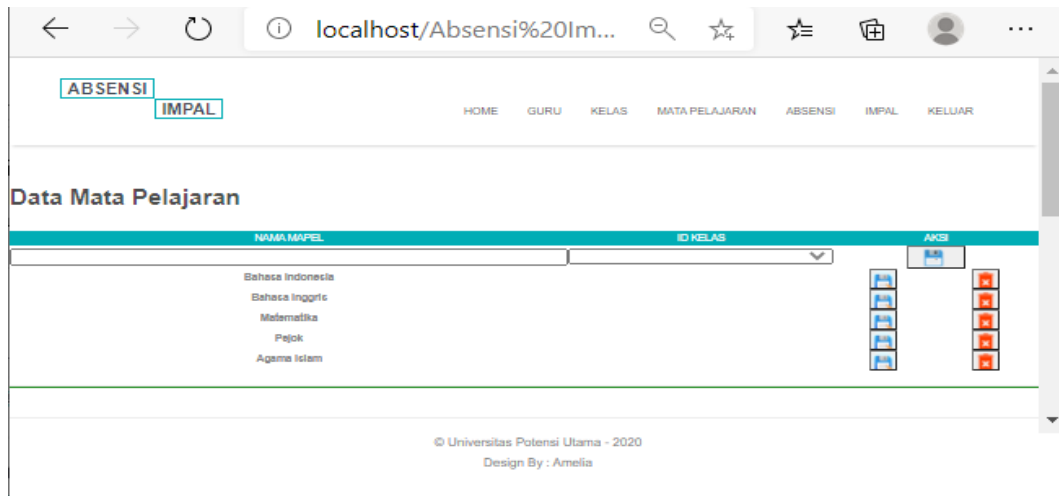 localhost/Absensi%20Im...
ABSENSI
IMPAL
HOME GURU KELAS MATA PELAJARAN ABSENSI IMPAL KELUAR
Data Mata Pelajaran
NAMA MAPEL ID KELAS AKSI
Bahasa Indonesia
Bahasa Inggris
Matematika
Pejok
Agama Islam
© Universitas Potensi Utama - 2020
Design By : Amelia